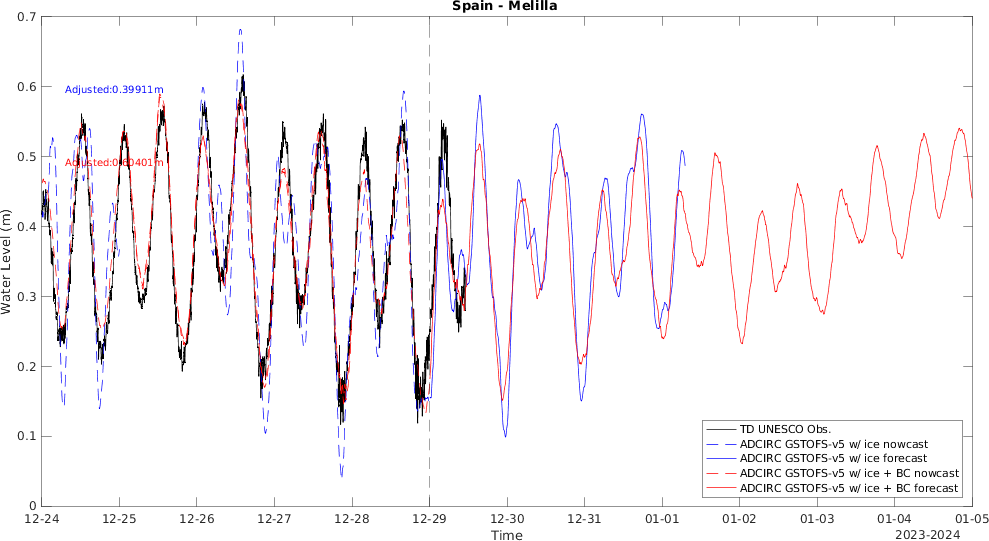 Spain - Melilla
0.7
0.6
0.5
0.4
0.3
0.2
0.1
0
Water Level (m)
Adjusted:0.39911m
Adjusted:0.60401m
TD UNESCO Obs.
ADCIRC GSTOFS-v5 w/ ice nowcast
ADCIRC GSTOFS-v5 w/ ice forecast
ADCIRC GSTOFS-v5 w/ ice + BC nowcast
ADCIRC GSTOFS-v5 w/ ice + BC forecast
12-24 12-25 12-26 12-27 12-28 12-29 12-30 12-31 01-01 01-02 01-03 01-04 01-05
Time
2023-2024